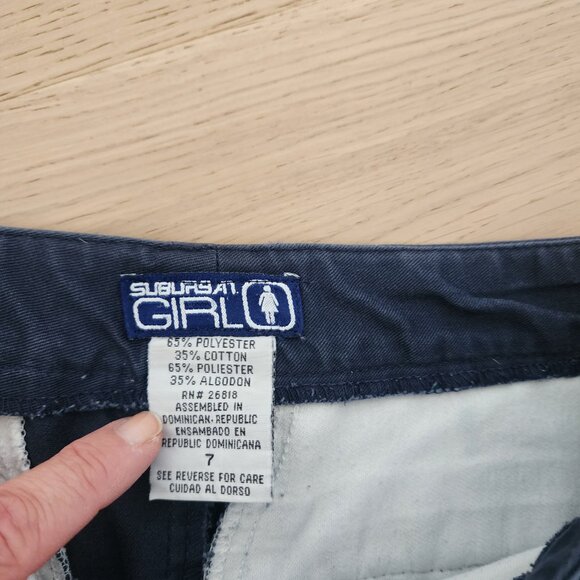 SUBURBAN
GIRL
65% POLYESTER
35% COTTON
65% POLIESTER
35% ALGODON
RN# 26818
ASSEMBLED IN
DOMINICAN, REPUBLIC
ENSAMBADO EN
REPUBLIC DOMINICANA
7
SEE REVERSE FOR CARE
CUIDAD AL DORSO